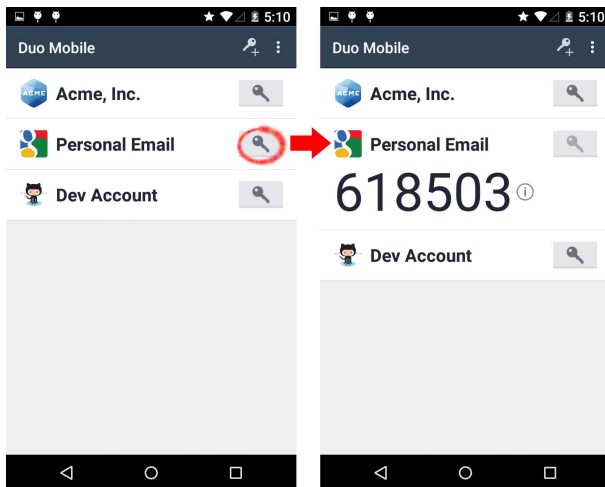 5:10
Duo Mobile
ACME Acme, Inc.
Personal Email
Dev Account
5:10
Duo Mobile
ACME Acme, Inc.
Personal Email
618503
Dev Account